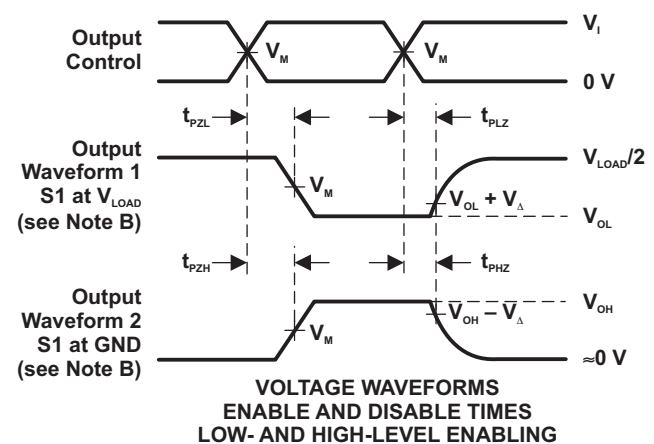 Output
Control
V_M
V_M
V_I
0 V
t_PZL
t_PLZ
Output
Waveform 1
S1 at V_LOAD
(see Note B)
V_M
V_LOAD/2
V_OL + V_Δ
V_OL
t_PZH
t_PHZ
Output
Waveform 2
S1 at GND
(see Note B)
V_M
V_OH
V_OH – V_Δ
≈0 V
VOLTAGE WAVEFORMS
ENABLE AND DISABLE TIMES
LOW- AND HIGH-LEVEL ENABLING